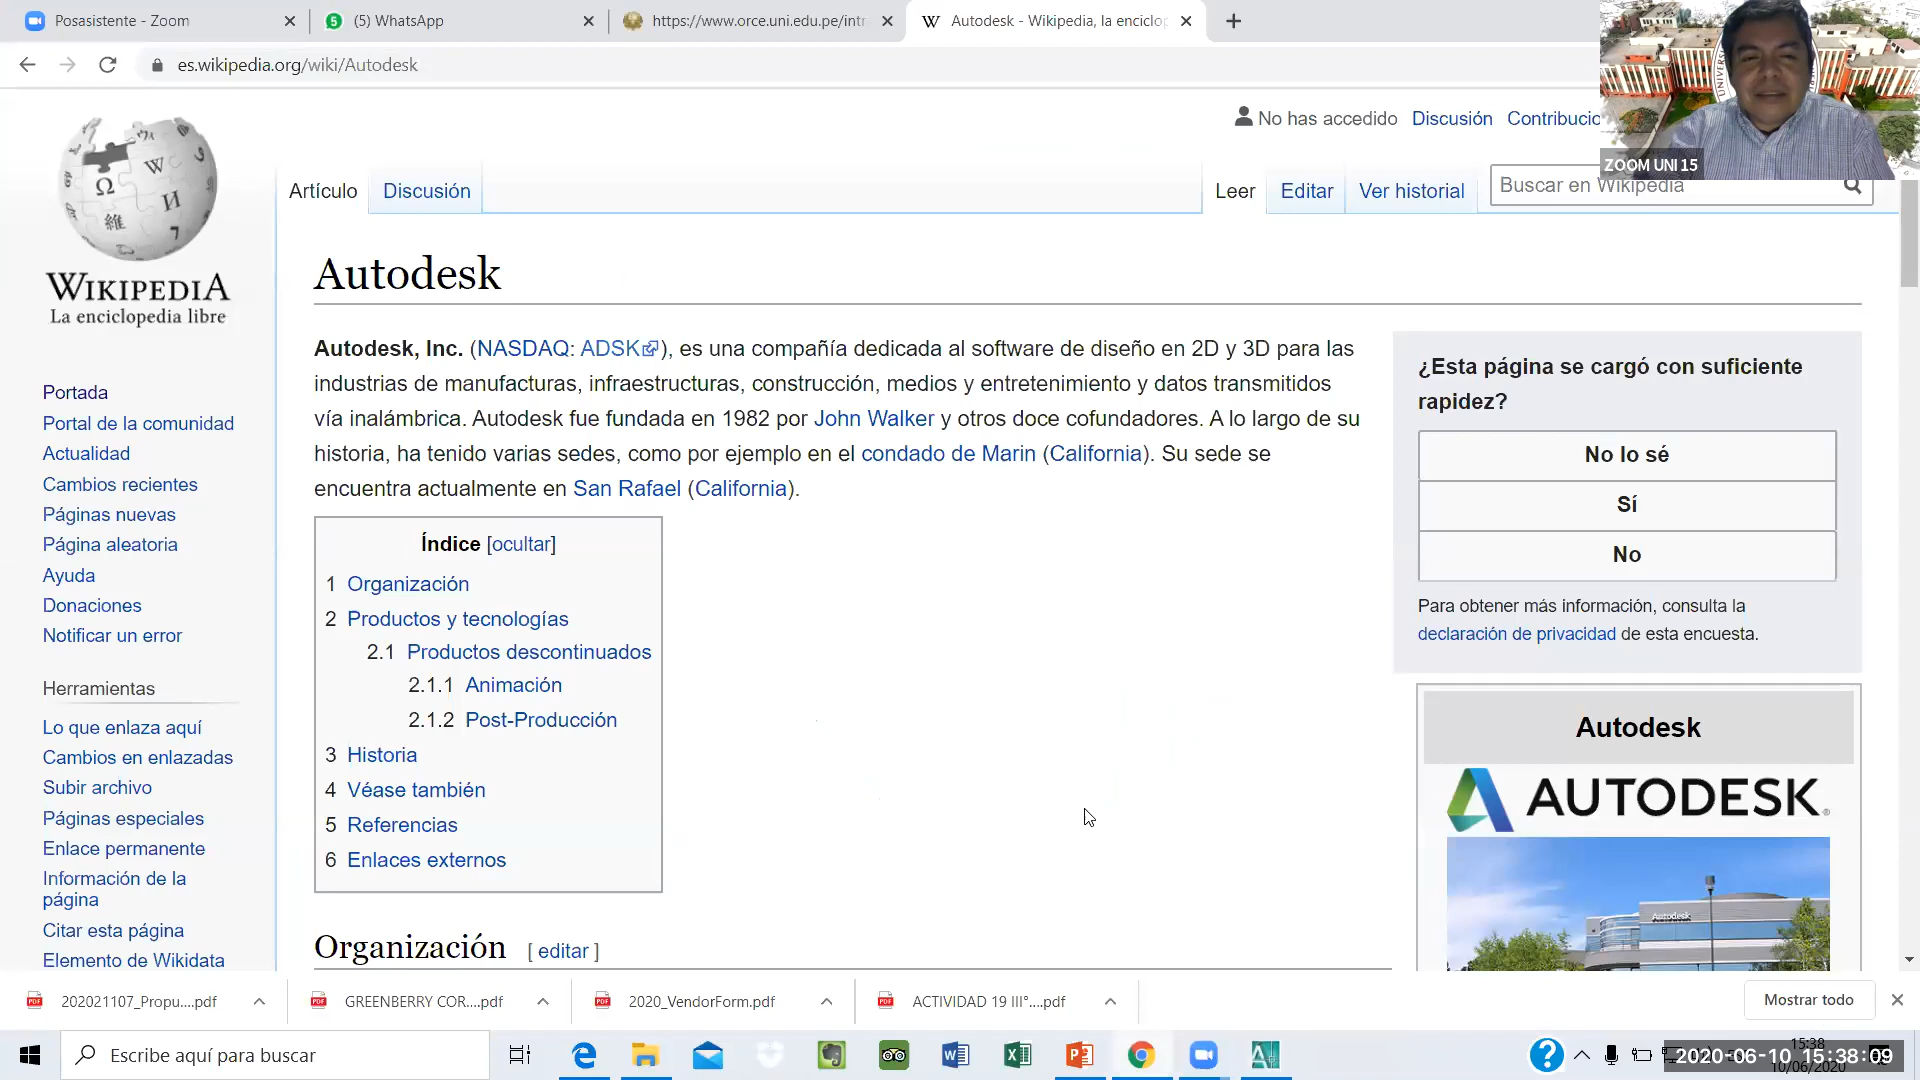 Posasistente - Zoom
(5) WhatsApp
https://www.orce.uni.edu.pe/intr
Autodesk - Wikipedia, la enciclop
es.wikipedia.org/wiki/Autodesk
No has accedido Discusión Contribucio
ZOOM UNI 15
Artículo Discusión Leer Editar Ver historial Buscar en Wikipedia
WIKIPEDIA
La enciclopedia libre
Portada
Portal de la comunidad
Actualidad
Cambios recientes
Páginas nuevas
Página aleatoria
Ayuda
Donaciones
Notificar un error
Herramientas
Lo que enlaza aquí
Cambios en enlazadas
Subir archivo
Páginas especiales
Enlace permanente
Información de la
página
Citar esta página
Elemento de Wikidata
Autodesk
Autodesk, Inc. (NASDAQ: ADSK), es una compañía dedicada al software de diseño en 2D y 3D para las
industrias de manufacturas, infraestructuras, construcción, medios y entretenimiento y datos transmitidos
vía inalámbrica. Autodesk fue fundada en 1982 por John Walker y otros doce cofundadores. A lo largo de su
historia, ha tenido varias sedes, como por ejemplo en el condado de Marin (California). Su sede se
encuentra actualmente en San Rafael (California).
Índice [ocultar]
1 Organización
2 Productos y tecnologías
2.1 Productos descontinuados
2.1.1 Animación
2.1.2 Post-Producción
3 Historia
4 Véase también
5 Referencias
6 Enlaces externos
Organización [ editar ]
¿Esta página se cargó con suficiente
rapidez?
No lo sé
Sí
No
Para obtener más información, consulta la
declaración de privacidad de esta encuesta.
Autodesk
AUTODESK®
Autodesk
202021107_Propu....pdf
GREENBERRY COR....pdf
2020_VendorForm.pdf
ACTIVIDAD 19 III°....pdf
Mostrar todo
Escribe aquí para buscar
15:38
2020-06-10 15:38:09
10/06/2020